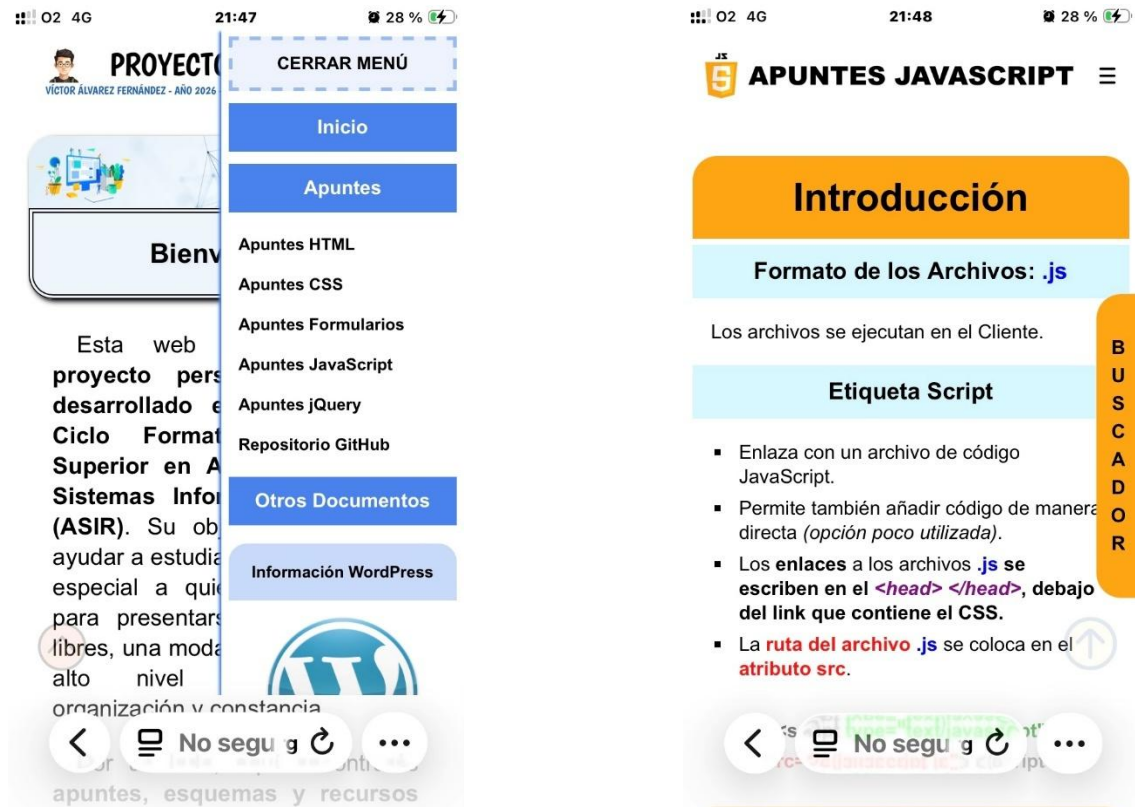 O2 4G 21:47 28 %
PROYECTO
VÍCTOR ÁLVAREZ FERNÁNDEZ - AÑO 2026
Bienv
Esta web
proyecto pers
desarrollado e
Ciclo Format
Superior en A
Sistemas Infor
(ASIR). Su ob
ayudar a estudia
especial a quie
para presentars
libres, una moda
alto nivel
organización y constancia
apuntes, esquemas y recursos
CERRAR MENÚ
Inicio
Apuntes
Apuntes HTML
Apuntes CSS
Apuntes Formularios
Apuntes JavaScript
Apuntes jQuery
Repositorio GitHub
Otros Documentos
Información WordPress
No segu
O2 4G 21:48 28 %
JS
APUNTES JAVASCRIPT
Introducción
Formato de los Archivos: .js
Los archivos se ejecutan en el Cliente.
Etiqueta Script
Enlaza con un archivo de código
JavaScript.
Permite también añadir código de manera
directa (opción poco utilizada).
Los enlaces a los archivos .js se
escriben en el <head> </head>, debajo
del link que contiene el CSS.
La ruta del archivo .js se coloca en el
atributo src.
BUSCADOR
No segu